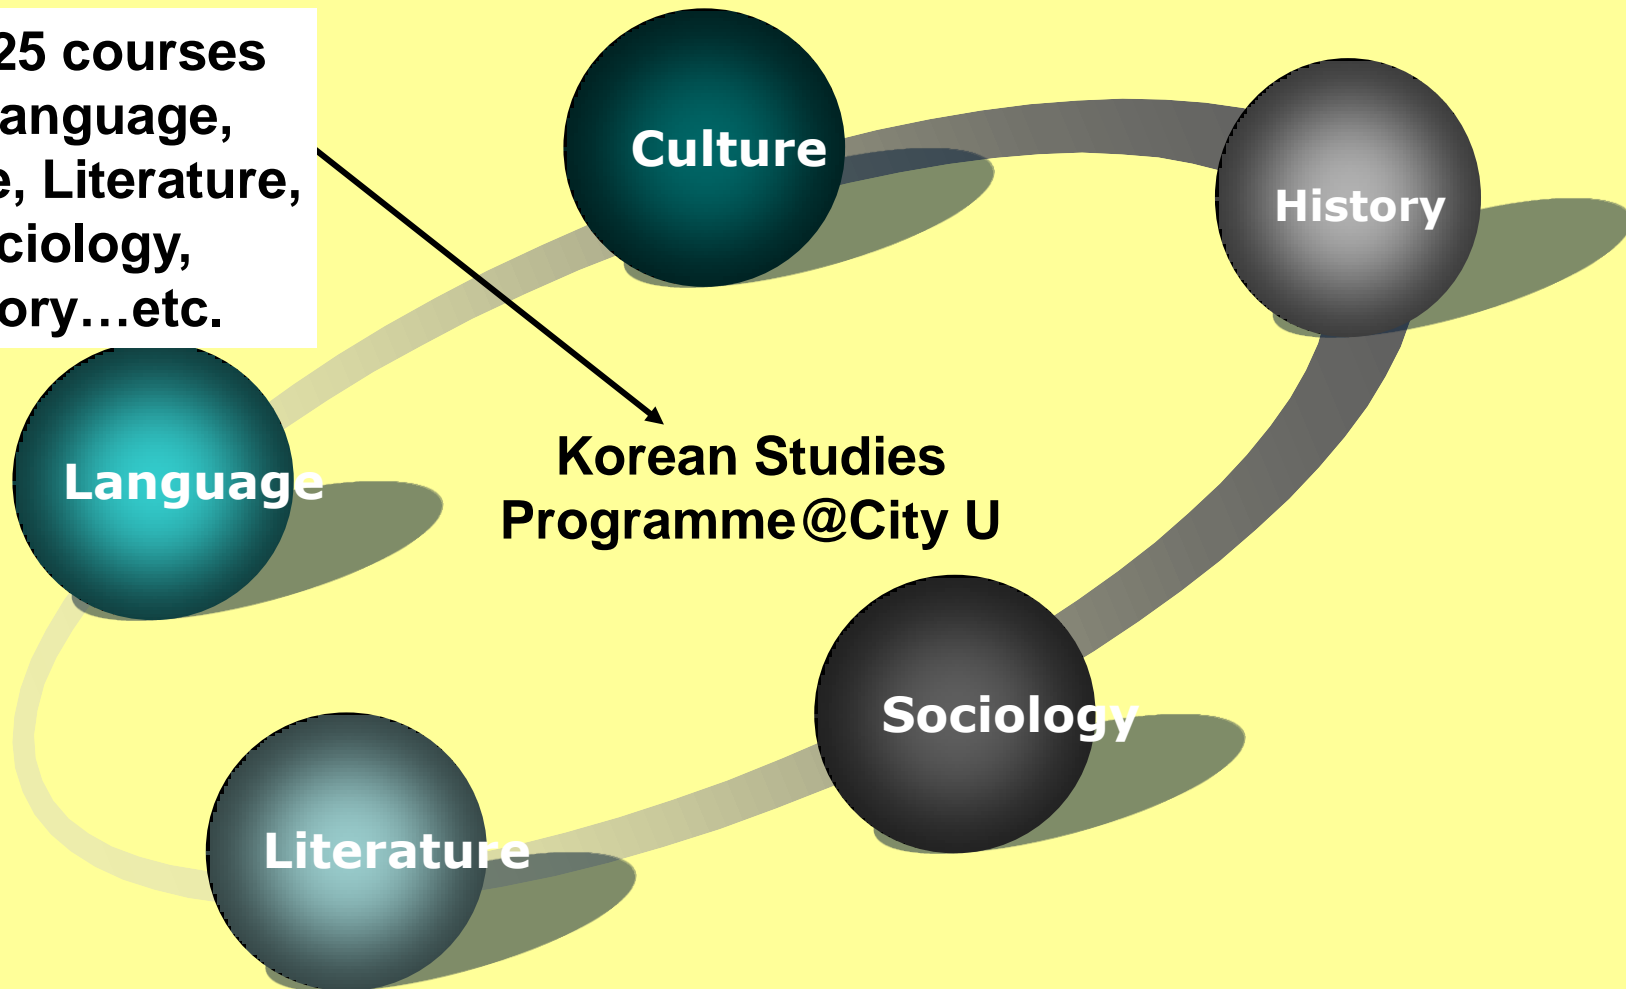 25 courses
anguage,
e, Literature,
ciology,
ory…etc.
Culture
History
Language
Korean Studies
Programme@City U
Sociology
Literature